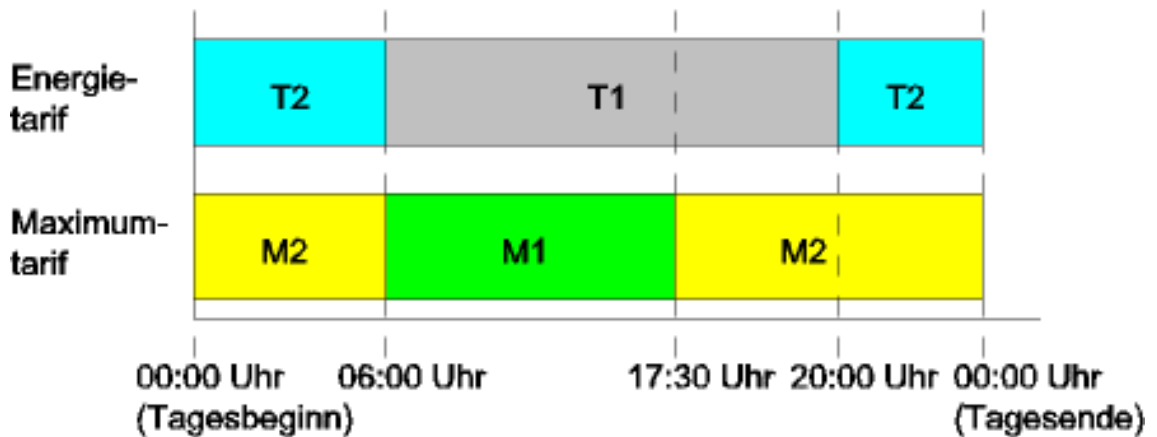 Energie-
tarif
T2 T1 T2
Maximum-
tarif
M2 M1 M2
00:00 Uhr 06:00 Uhr 17:30 Uhr 20:00 Uhr 00:00 Uhr
(Tagesbeginn) (Tagesende)